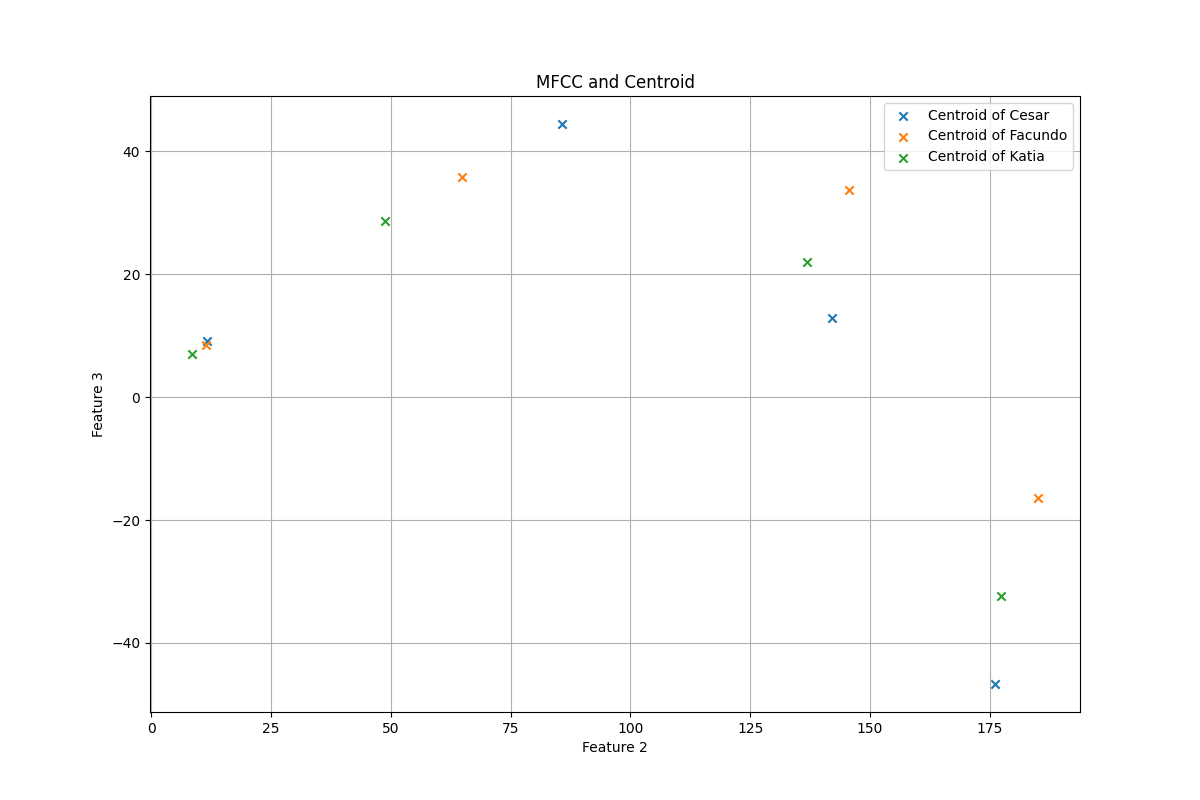 MFCC and Centroid
Centroid of Cesar
Centroid of Facundo
Centroid of Katia
40
20
0
−20
−40
Feature 3
0 25 50 75 100 125 150 175
Feature 2